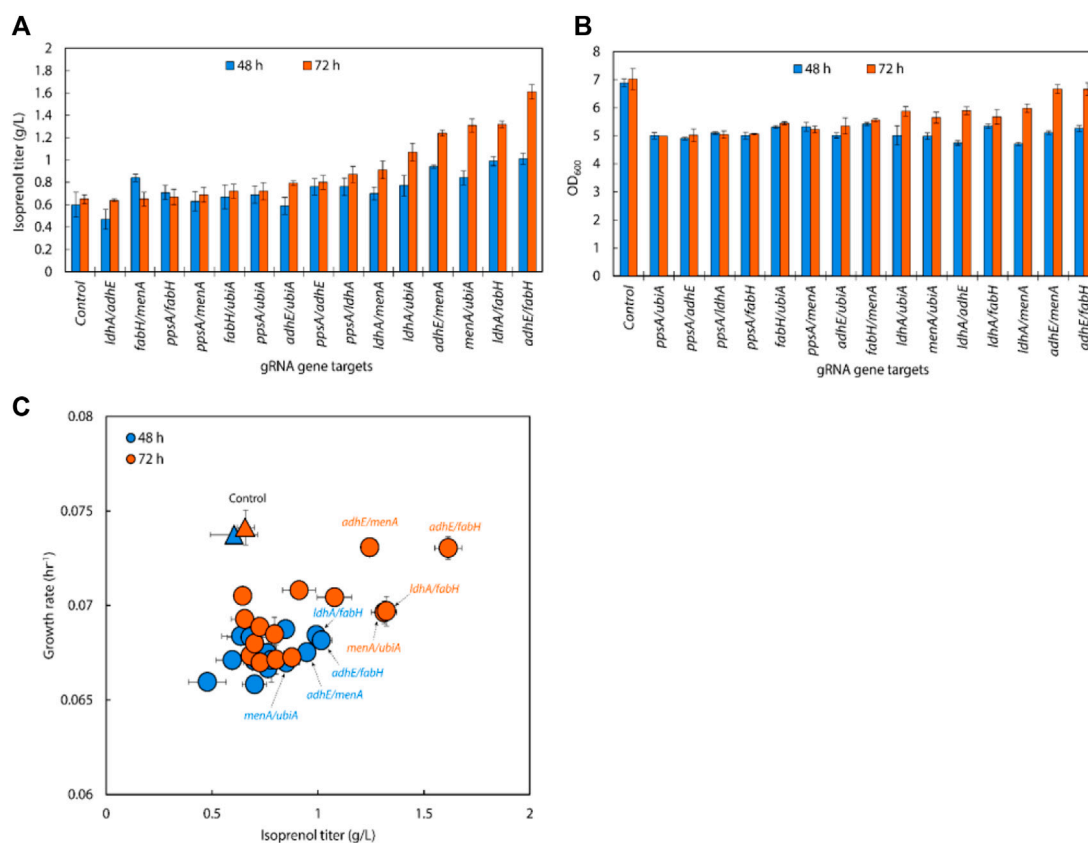 A
Isoprenol titer (g/L)
2
1.8
1.6
1.4
1.2
1
0.8
0.6
0.4
0.2
0
48 h
72 h
Control
ldhA/adhE
fabH/menA
ppsA/fabH
ppsA/menA
fabH/ubiA
ppsA/ubiA
adhE/ubiA
ppsA/adhE
ppsA/ldhA
ldhA/menA
ldhA/ubiA
adhE/menA
menA/ubiA
ldhA/fabH
adhE/fabH
gRNA gene targets
B
OD600
8
7
6
5
4
3
2
1
0
48 h
72 h
Control
ppsA/ubiA
ppsA/adhE
ppsA/ldhA
ppsA/fabH
fabH/ubiA
ppsA/menA
adhE/ubiA
fabH/menA
ldhA/ubiA
menA/ubiA
ldhA/adhE
ldhA/fabH
ldhA/menA
adhE/menA
adhE/fabH
gRNA gene targets
C
Growth rate (hr⁻¹)
0.08
0.075
0.07
0.065
0.06
48 h
72 h
Control
adhE/menA
adhE/fabH
ldhA/fabH
ldhA/fabH
menA/ubiA
adhE/fabH
adhE/menA
menA/ubiA
0
0.5
1
1.5
2
Isoprenol titer (g/L)